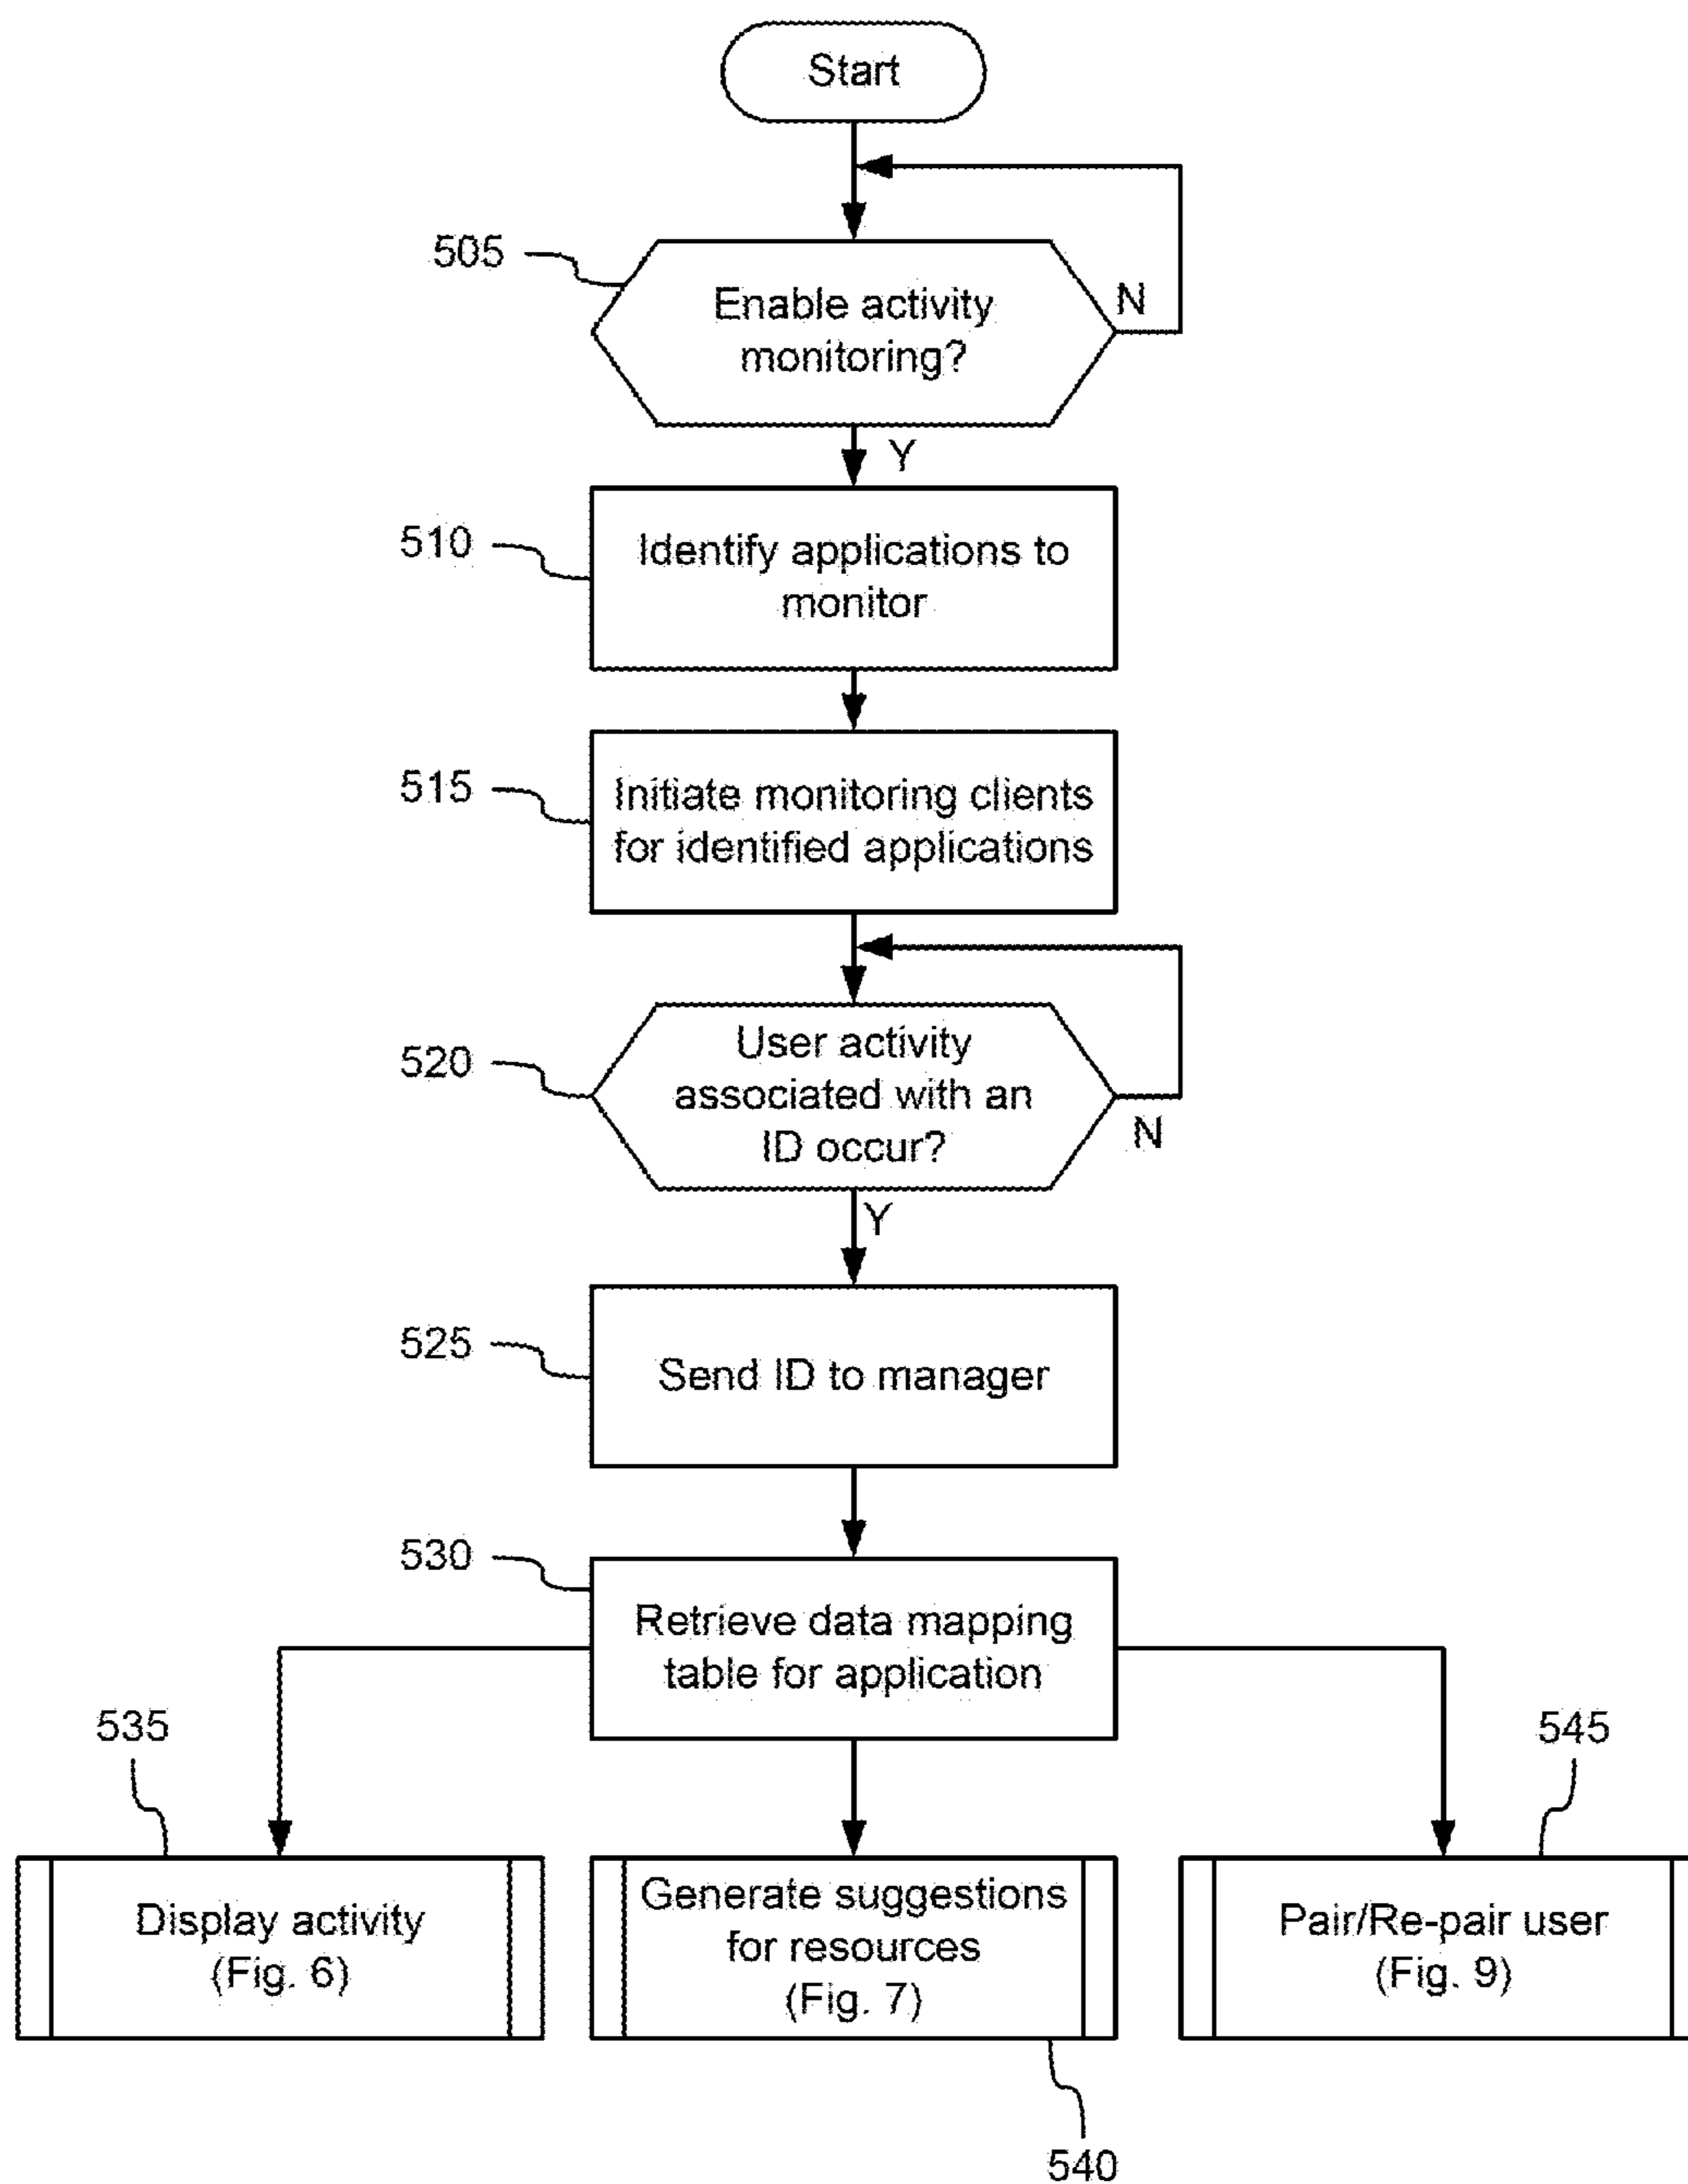 Start
505
Enable activity
monitoring?
N
Y
510
Identify applications to
monitor
515
Initiate monitoring clients
for identified applications
520
User activity
associated with an
ID occur?
N
Y
525
Send ID to manager
530
Retrieve data mapping
table for application
535
545
Display activity
(Fig. 6)
Generate suggestions
for resources
(Fig. 7)
Pair/Re-pair user
(Fig. 9)
540